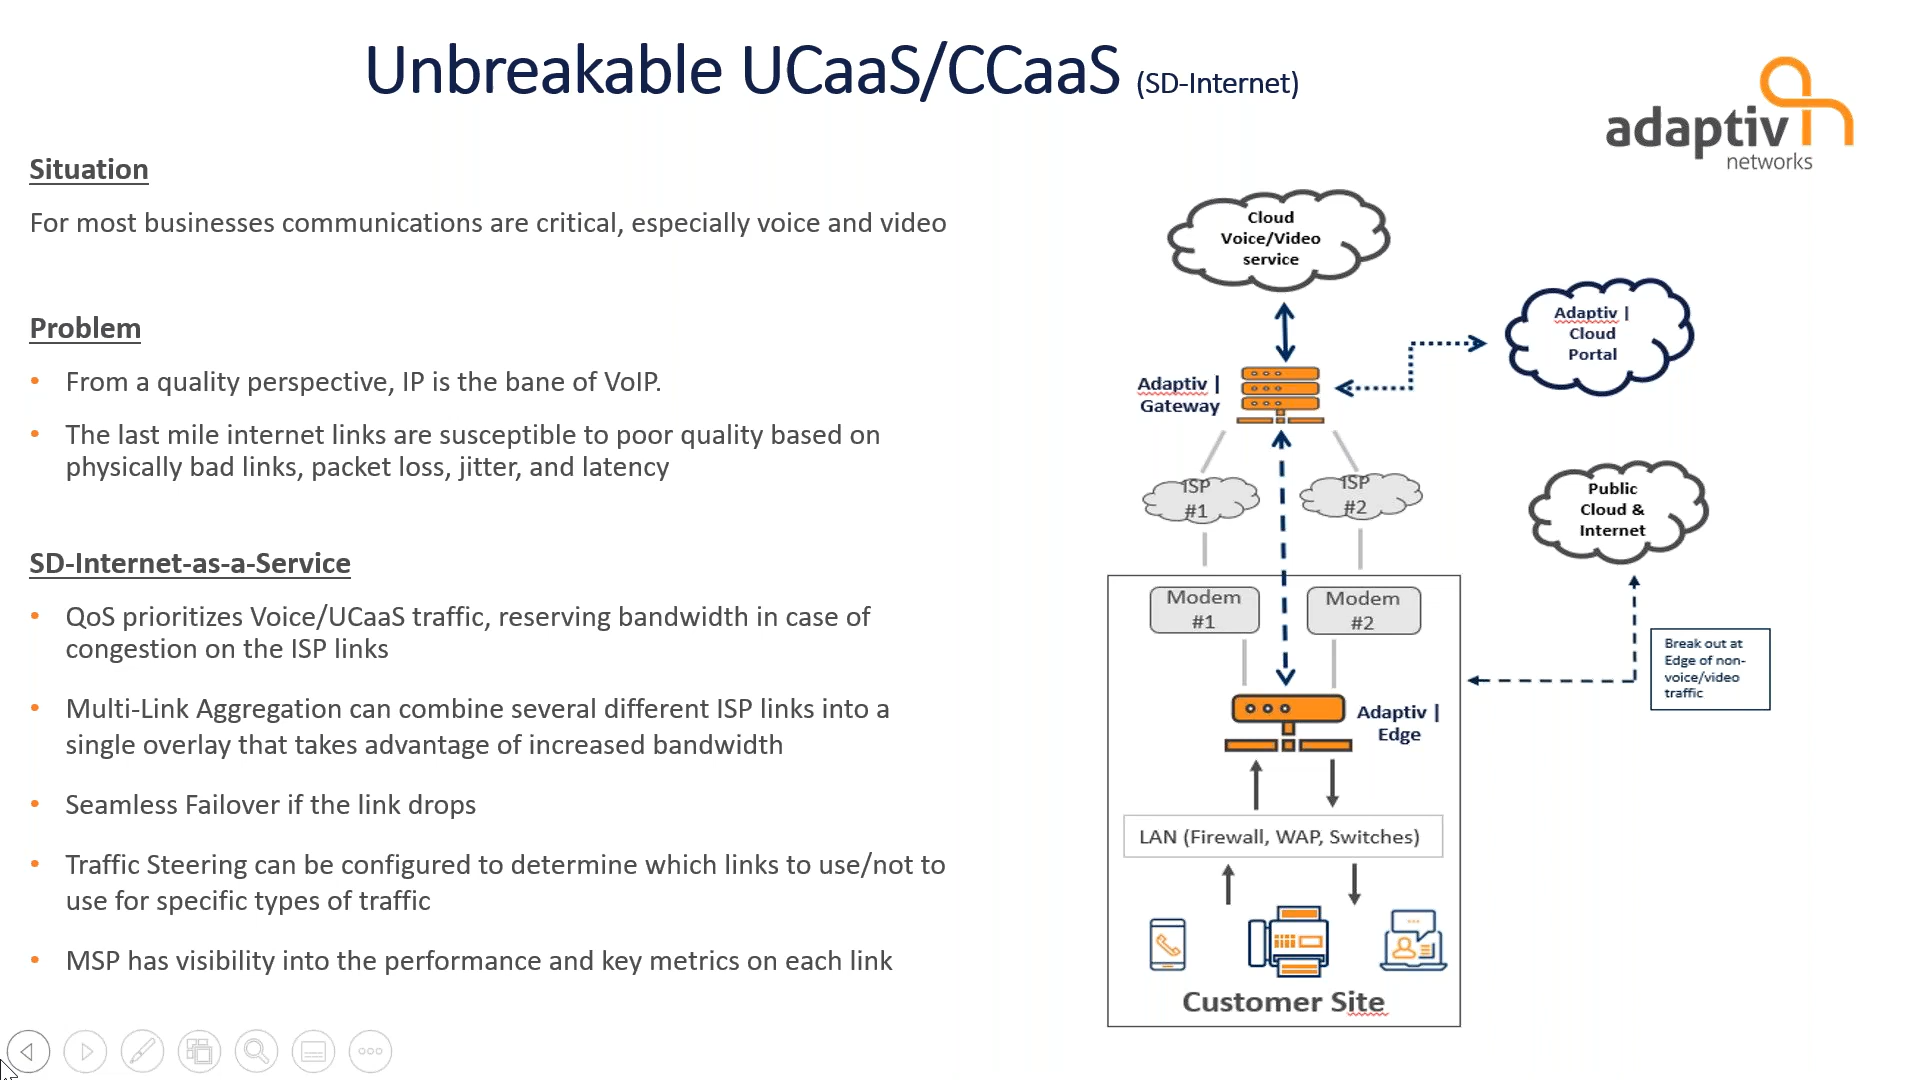 Unbreakable UCaaS/CCaaS (SD-Internet)
adaptiv
networks
Situation
For most businesses communications are critical, especially voice and video
Problem
• From a quality perspective, IP is the bane of VoIP.
• The last mile internet links are susceptible to poor quality based on
physically bad links, packet loss, jitter, and latency
SD-Internet-as-a-Service
• QoS prioritizes Voice/UCaaS traffic, reserving bandwidth in case of
congestion on the ISP links
• Multi-Link Aggregation can combine several different ISP links into a
single overlay that takes advantage of increased bandwidth
• Seamless Failover if the link drops
• Traffic Steering can be configured to determine which links to use/not to
use for specific types of traffic
• MSP has visibility into the performance and key metrics on each link
Cloud
Voice/Video
service
Adaptiv |
Cloud
Portal
Adaptiv |
Gateway
ISP
#1
ISP
#2
Public
Cloud &
Internet
Modem
#1
Modem
#2
Break out at
Edge of non-
voice/video
traffic
Adaptiv |
Edge
LAN (Firewall, WAP, Switches)
Customer Site